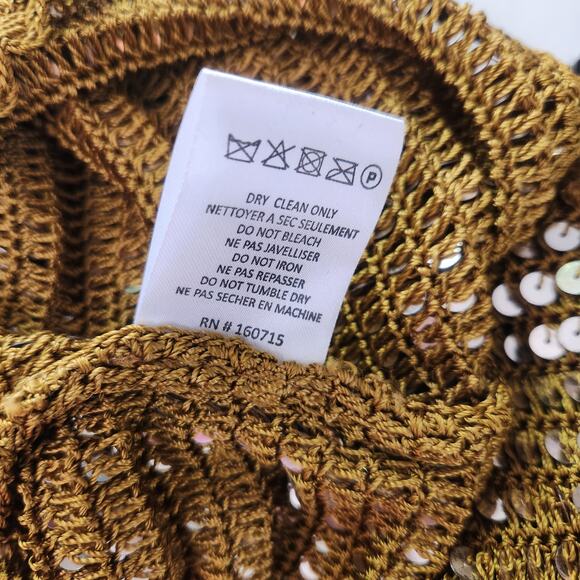 P
DRY CLEAN ONLY
NETTOYER A SEC SEULEMENT
DO NOT BLEACH
NE PAS JAVELLISER
DO NOT IRON
NE PAS REPASSER
DO NOT TUMBLE DRY
NE PAS SECHER EN MACHINE
RN # 160715